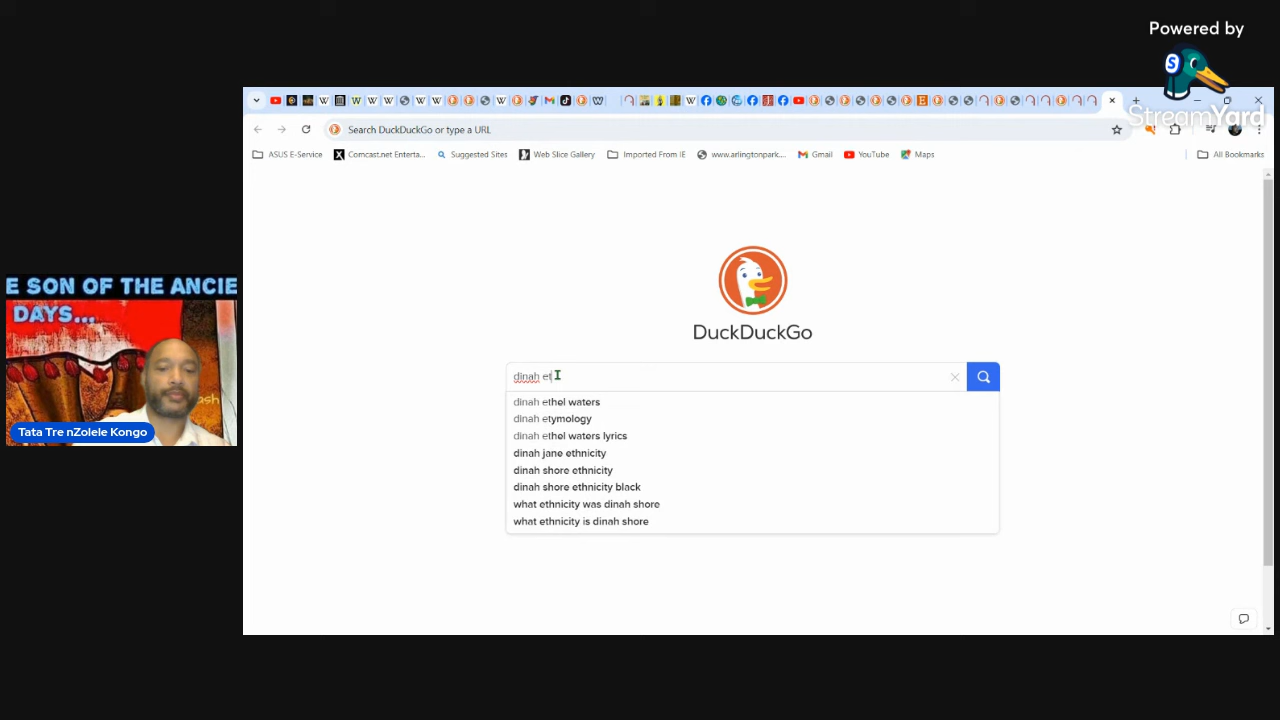 Powered by
StreamYard
Search DuckDuckGo or type a URL
ASUS E-Service
Comcast.net Enterta...
Suggested Sites
Web Slice Gallery
Imported From IE
www.arlingtonpark....
Gmail
YouTube
Maps
All Bookmarks
DuckDuckGo
dinah et
dinah ethel waters
dinah etymology
dinah ethel waters lyrics
dinah jane ethnicity
dinah shore ethnicity
dinah shore ethnicity black
what ethnicity was dinah shore
what ethnicity is dinah shore
E SON OF THE ANCIE
DAYS...
Tata Tre nZolele Kongo